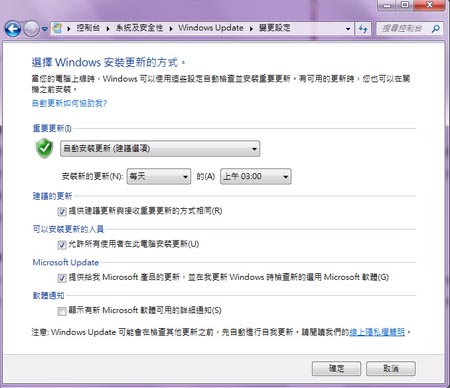 控制台 ▸ 系統及安全性 ▸ Windows Update ▸ 變更設定
搜尋控制台
選擇 Windows 安裝更新的方式。
當您的電腦上線時，Windows 可以使用這些設定自動檢查並安裝重要更新。有可用的更新時，您也可以在關
機之前安裝。
自動更新如何協助我?
重要更新(I)
自動安裝更新 (建議選項)
安裝新的更新(N): 每天 的(A) 上午 03:00
建議的更新
提供建議更新與接收重要更新的方式相同(R)
可以安裝更新的人員
允許所有使用者在此電腦安裝更新(U)
Microsoft Update
提供給我 Microsoft 產品的更新，並在我更新 Windows 時檢查新的選用 Microsoft 軟體(G)
軟體通知
顯示有新 Microsoft 軟體可用的詳細通知(S)
注意: Windows Update 可能會在檢查其他更新之前，先自動進行自我更新。請閱讀我們的線上隱私權聲明。
確定 取消